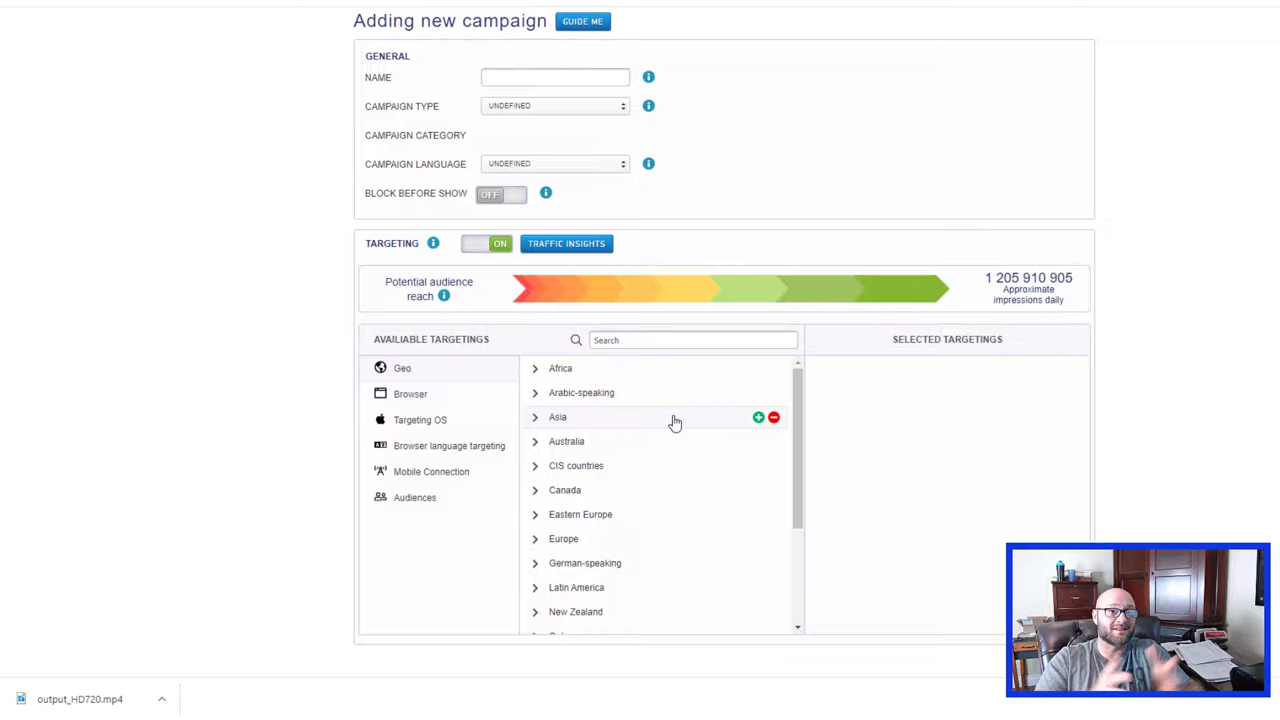 Adding new campaign GUIDE ME
GENERAL
NAME
CAMPAIGN TYPE UNDEFINED
CAMPAIGN CATEGORY
CAMPAIGN LANGUAGE UNDEFINED
BLOCK BEFORE SHOW OFF
TARGETING ON TRAFFIC INSIGHTS
Potential audience
reach
1 205 910 905
Approximate
impressions daily
AVAILIABLE TARGETINGS
Search
SELECTED TARGETINGS
Geo
Browser
Targeting OS
Browser language targeting
Mobile Connection
Audiences
Africa
Arabic-speaking
Asia
Australia
CIS countries
Canada
Eastern Europe
Europe
German-speaking
Latin America
New Zealand
output_HD720.mp4